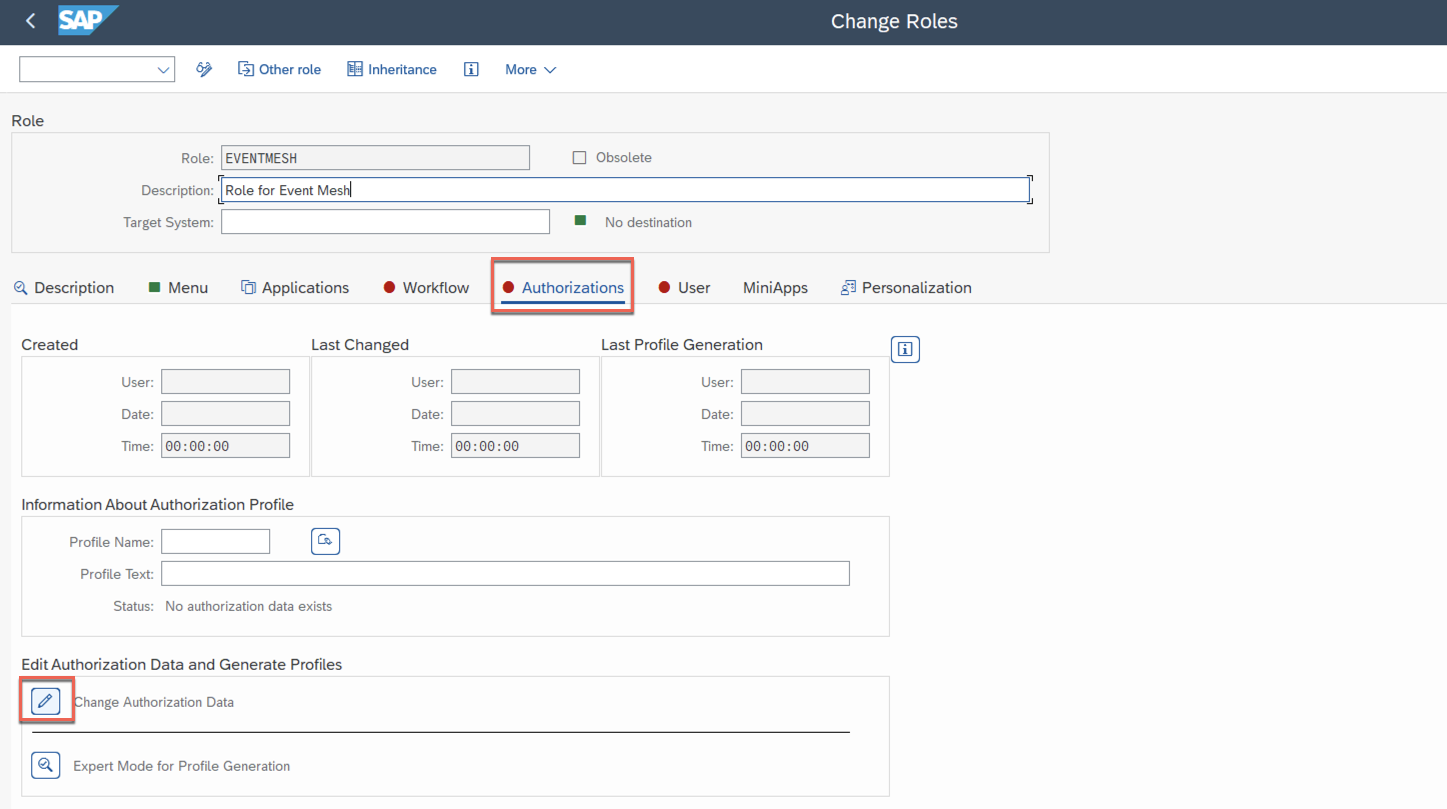 SAP Change Roles
Other role Inheritance More
Role
Role: EVENTMESH Obsolete
Description: Role for Event Mesh
Target System: No destination
Description Menu Applications Workflow Authorizations User MiniApps Personalization
Created Last Changed Last Profile Generation
User: User: User:
Date: Date: Date:
Time: 00:00:00 Time: 00:00:00 Time: 00:00:00
Information About Authorization Profile
Profile Name:
Profile Text:
Status: No authorization data exists
Edit Authorization Data and Generate Profiles
Change Authorization Data
Expert Mode for Profile Generation